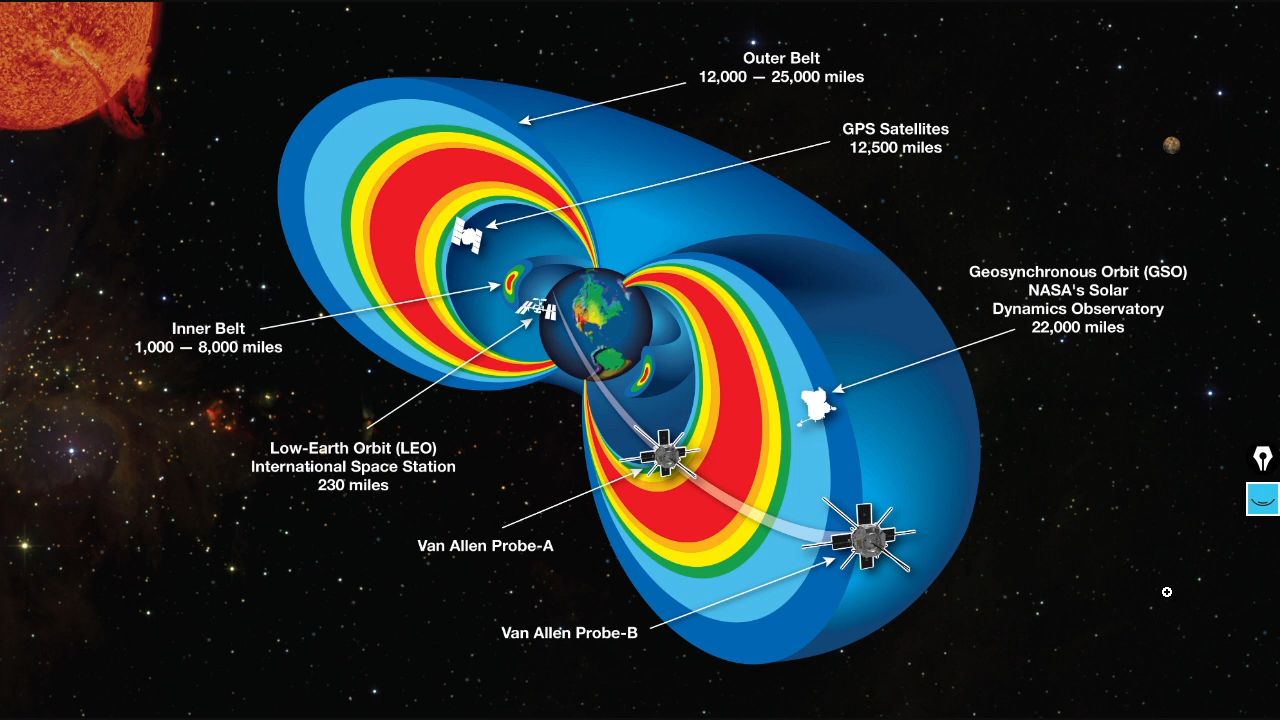 Outer Belt
12,000 — 25,000 miles
GPS Satellites
12,500 miles
Geosynchronous Orbit (GSO)
NASA's Solar
Dynamics Observatory
22,000 miles
Inner Belt
1,000 — 8,000 miles
Low-Earth Orbit (LEO)
International Space Station
230 miles
Van Allen Probe-A
Van Allen Probe-B